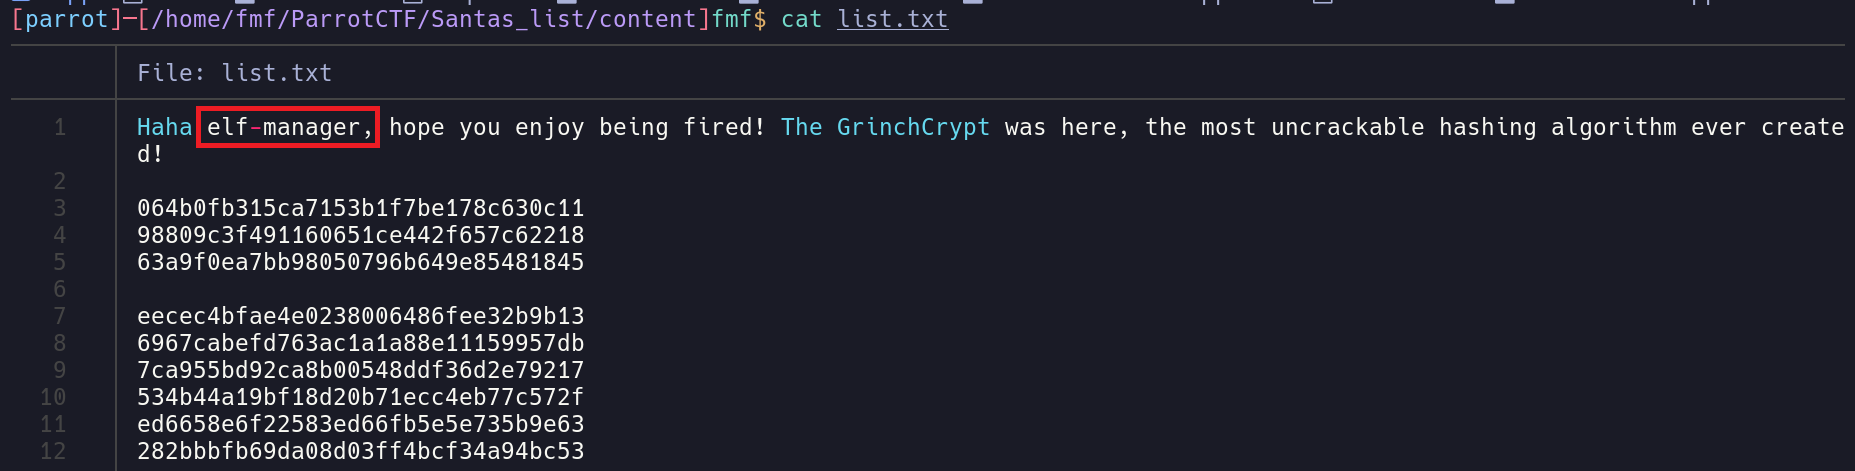 [parrot]─[/home/fmf/ParrotCTF/Santas_list/content]fmf$ cat list.txt
File: list.txt
1 Haha elf-manager, hope you enjoy being fired! The GrinchCrypt was here, the most uncrackable hashing algorithm ever create
d!
2
3 064b0fb315ca7153b1f7be178c630c11
4 98809c3f491160651ce442f657c62218
5 63a9f0ea7bb98050796b649e85481845
6
7 eecec4bfae4e0238006486fee32b9b13
8 6967cabefd763ac1a1a88e11159957db
9 7ca955bd92ca8b00548ddf36d2e79217
10 534b44a19bf18d20b71ecc4eb77c572f
11 ed6658e6f22583ed66fb5e5e735b9e63
12 282bbbfb69da08d03ff4bcf34a94bc53